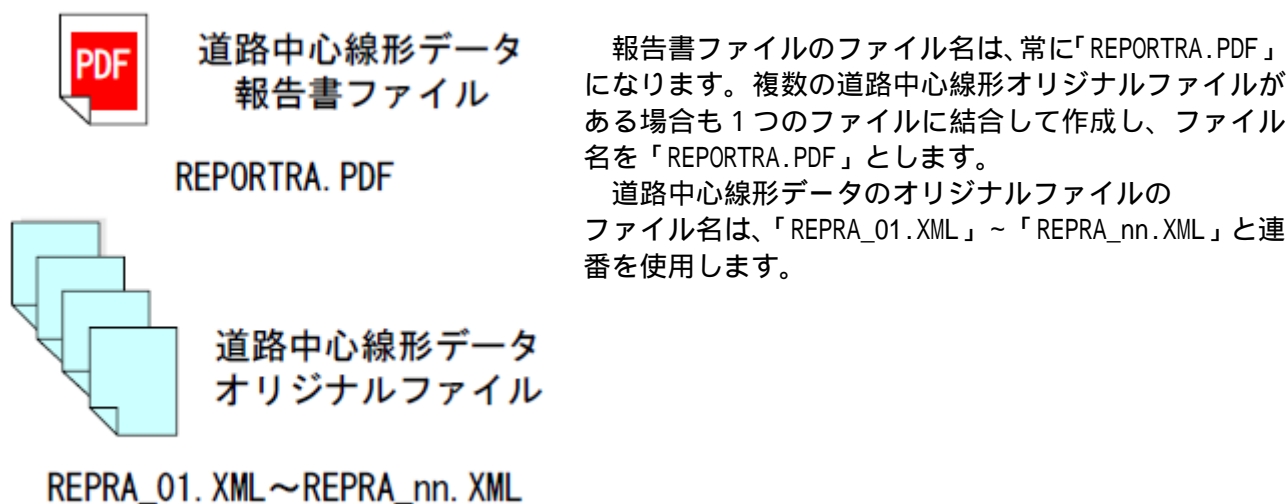 PDF
道路中心線形データ
報告書ファイル
REPORTRA.PDF
道路中心線形データ
オリジナルファイル
REPRA_01.XML～REPRA_nn.XML
報告書ファイルのファイル名は、常に「REPORTRA.PDF」
になります。複数の道路中心線形オリジナルファイルが
ある場合も1つのファイルに結合して作成し、ファイル
名を「REPORTRA.PDF」とします。
道路中心線形データのオリジナルファイルの
ファイル名は、「REPRA_01.XML」~「REPRA_nn.XML」と連
番を使用します。